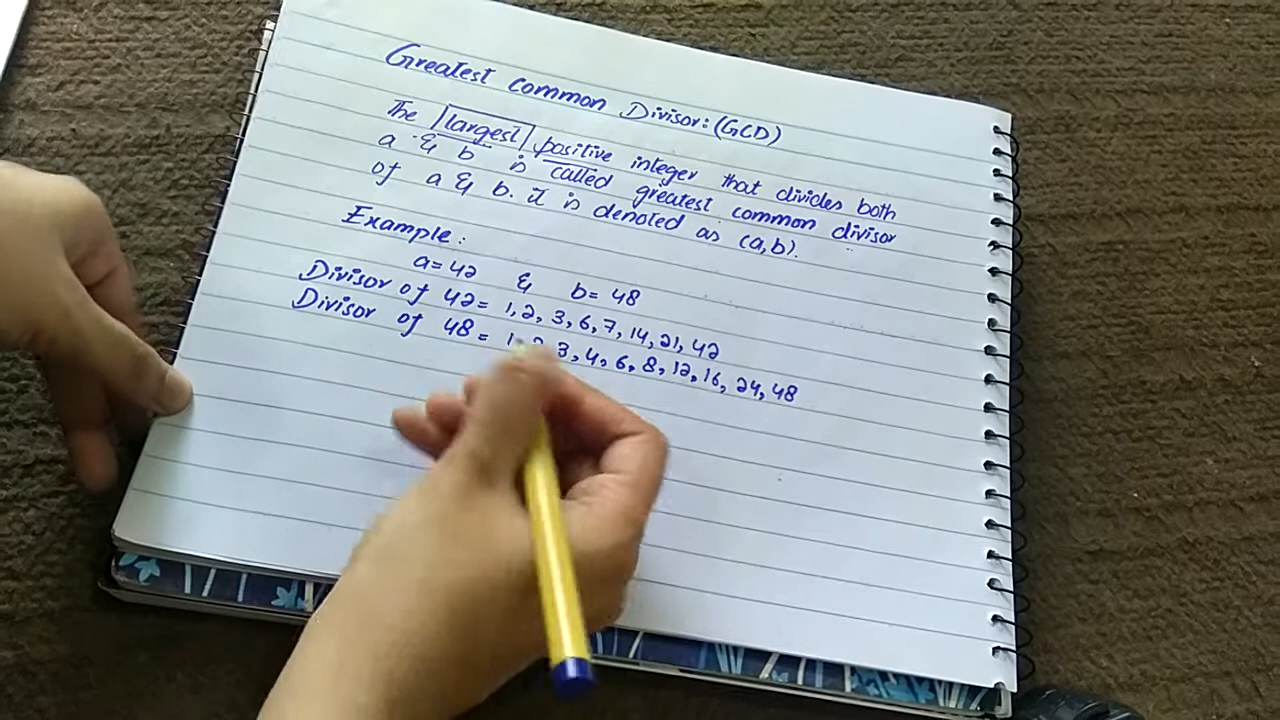 Greatest Common Divisor: (GCD)
The largest positive integer that divides both
a & b is called greatest common divisor
of a & b. it is denoted as (a,b).
Example:
a=42 & b= 48
Divisor of 42= 1, 2, 3, 6, 7, 14, 21, 42
Divisor of 48= 1, 2, 3, 4, 6, 8, 12, 16, 24, 48